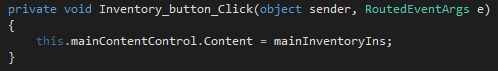 private void Inventory_button_Click(object sender, RoutedEventArgs e)
{
    this.mainContentControl.Content = mainInventoryIns;
}